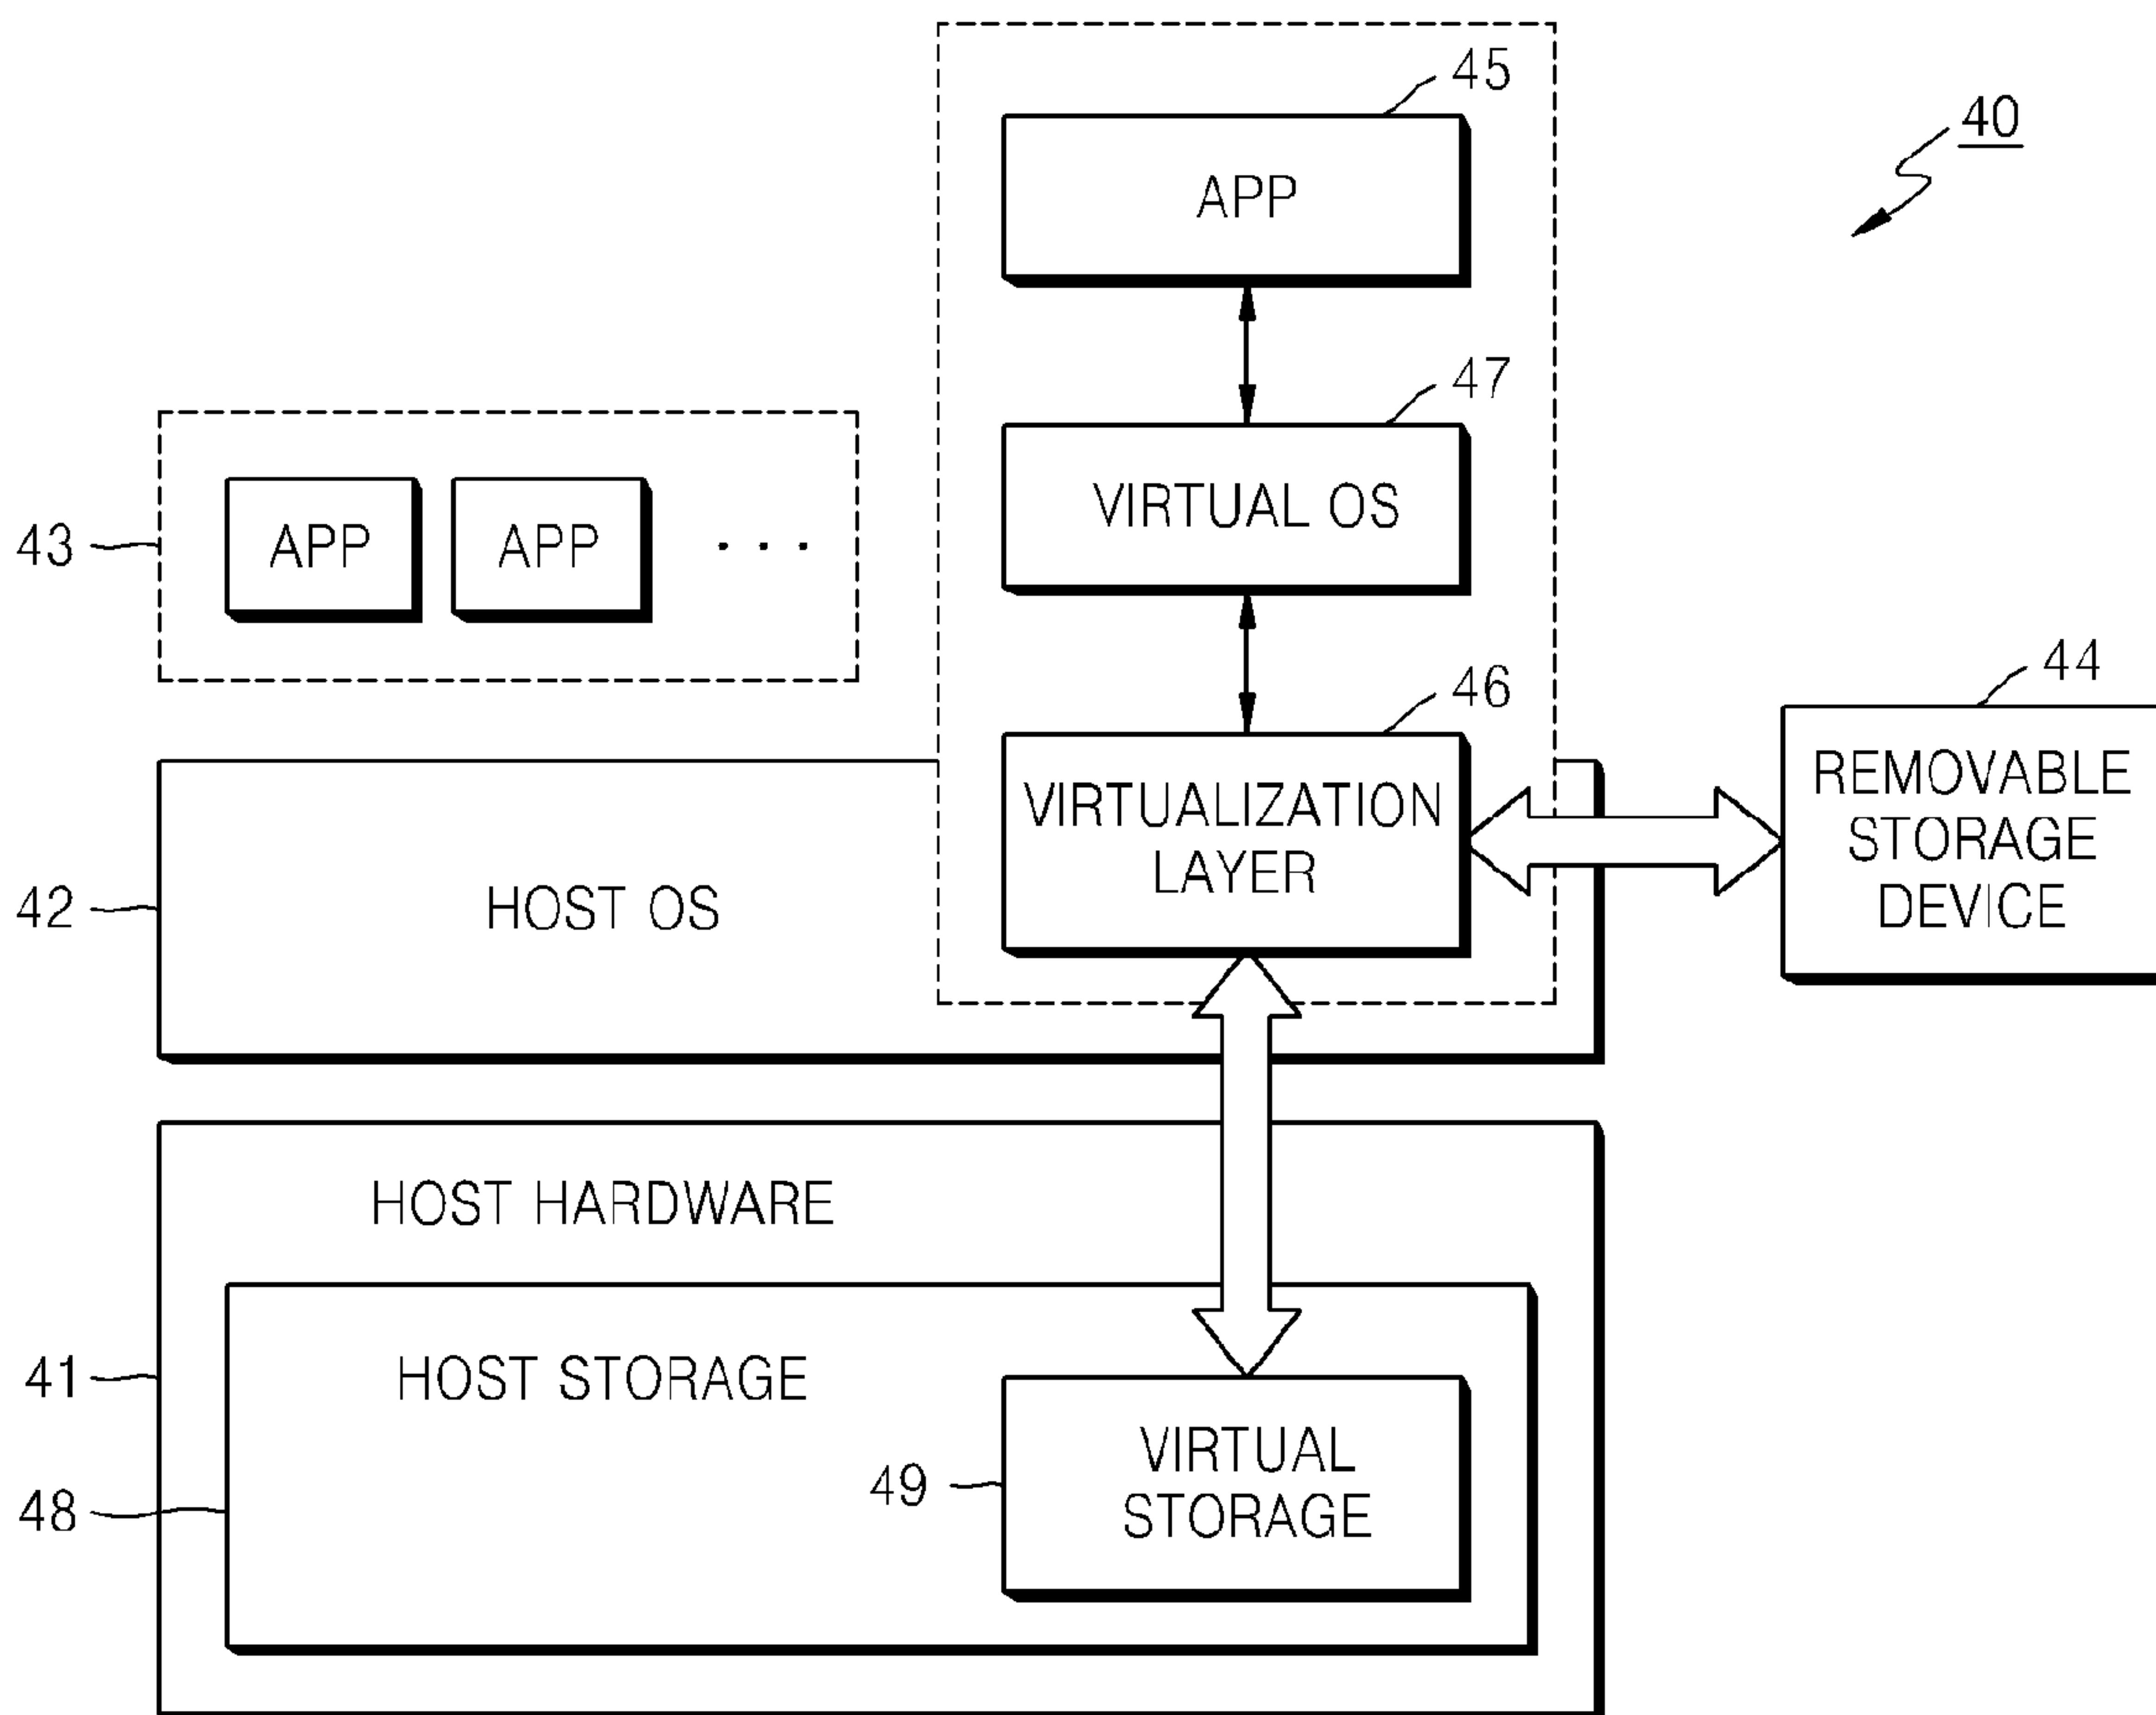 45
40
APP
47
VIRTUAL OS
43
APP
APP
. . .
46
44
VIRTUALIZATION
LAYER
REMOVABLE
STORAGE
DEVICE
42
HOST OS
HOST HARDWARE
41
HOST STORAGE
49
VIRTUAL
STORAGE
48